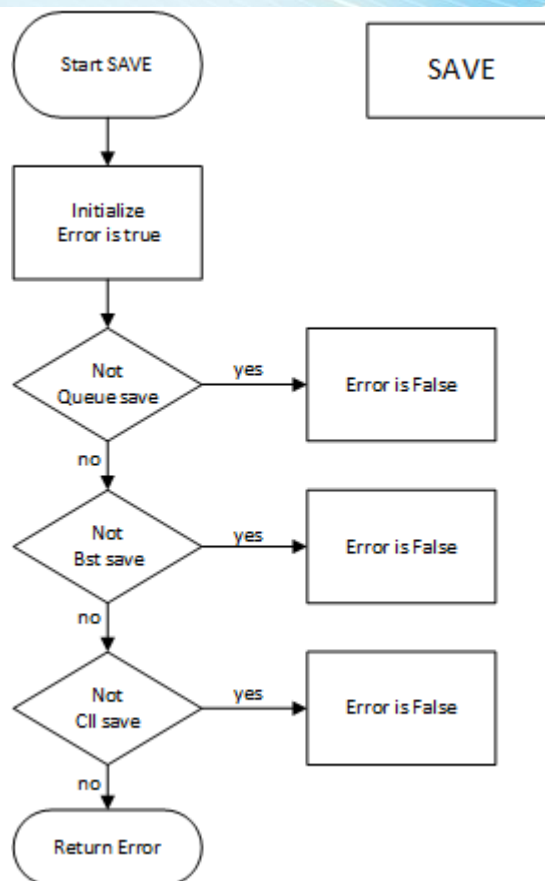 Start SAVE
SAVE
Initialize
Error is true
Not
Queue save
yes
Error is False
no
Not
Bst save
yes
Error is False
no
Not
Cll save
yes
Error is False
no
Return Error